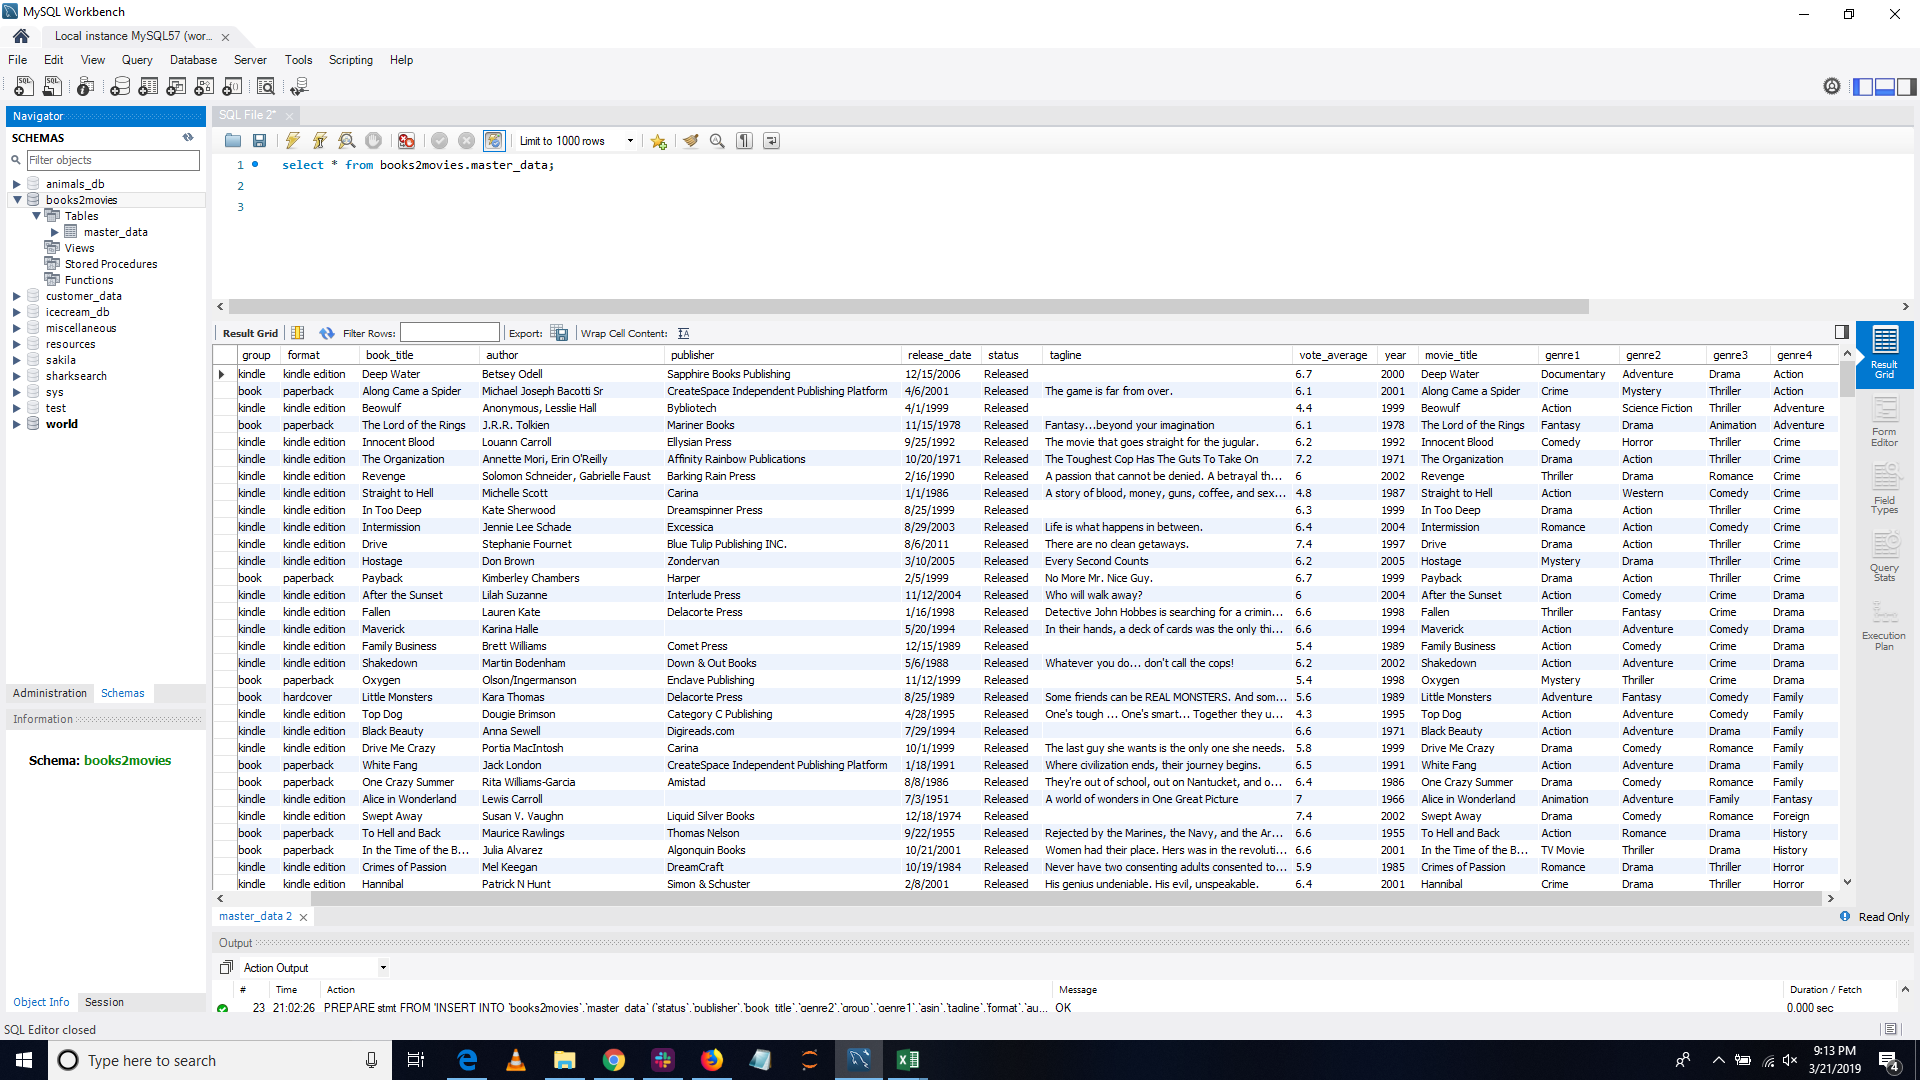 MySQL Workbench
Local instance MySQL57 (wor...
File Edit View Query Database Server Tools Scripting Help
Navigator
SCHEMAS
Filter objects
animals_db
books2movies
Tables
master_data
Views
Stored Procedures
Functions
customer_data
icecream_db
miscellaneous
resources
sakila
sharksearch
sys
test
world
Administration Schemas
Information
Schema: books2movies
Object Info Session
SQL File 2*
Limit to 1000 rows
1 select * from books2movies.master_data;
2
3
Result Grid Filter Rows: Export: Wrap Cell Content:
group format book_title author publisher release_date status tagline vote_average year movie_title genre1 genre2 genre3 genre4
kindle kindle edition Deep Water Betsey Odell Sapphire Books Publishing 12/15/2006 Released 6.7 2000 Deep Water Documentary Adventure Drama Action
book paperback Along Came a Spider Michael Joseph Bacotti Sr CreateSpace Independent Publishing Platform 4/6/2001 Released The game is far from over. 6.1 2001 Along Came a Spider Crime Mystery Thriller Action
kindle kindle edition Beowulf Anonymous, Lesslie Hall Bybliotech 4/1/1999 Released 4.4 1999 Beowulf Action Science Fiction Thriller Adventure
book paperback The Lord of the Rings J.R.R. Tolkien Mariner Books 11/15/1978 Released Fantasy...beyond your imagination 6.1 1978 The Lord of the Rings Fantasy Drama Animation Adventure
kindle kindle edition Innocent Blood Louann Carroll Ellysian Press 9/25/1992 Released The movie that goes straight for the jugular. 6.2 1992 Innocent Blood Comedy Horror Thriller Crime
kindle kindle edition The Organization Annette Mori, Erin O'Reilly Affinity Rainbow Publications 10/20/1971 Released The Toughest Cop Has The Guts To Take On 7.2 1971 The Organization Drama Action Thriller Crime
kindle kindle edition Revenge Solomon Schneider, Gabrielle Faust Barking Rain Press 2/16/1990 Released A passion that cannot be denied. A betrayal th... 6 2002 Revenge Thriller Drama Romance Crime
kindle kindle edition Straight to Hell Michelle Scott Carina 1/1/1986 Released A story of blood, money, guns, coffee, and sex... 4.8 1987 Straight to Hell Action Western Comedy Crime
kindle kindle edition In Too Deep Kate Sherwood Dreamspinner Press 8/25/1999 Released 6.3 1999 In Too Deep Drama Action Thriller Crime
kindle kindle edition Intermission Jennie Lee Schade Excessica 8/29/2003 Released Life is what happens in between. 6.4 2004 Intermission Romance Action Comedy Crime
kindle kindle edition Drive Stephanie Fournet Blue Tulip Publishing INC. 8/6/2011 Released There are no clean getaways. 7.4 1997 Drive Drama Action Thriller Crime
kindle kindle edition Hostage Don Brown Zondervan 3/10/2005 Released Every Second Counts 6.2 2005 Hostage Mystery Drama Thriller Crime
book paperback Payback Kimberley Chambers Harper 2/5/1999 Released No More Mr. Nice Guy. 6.7 1999 Payback Drama Action Thriller Crime
kindle kindle edition After the Sunset Lilah Suzanne Interlude Press 11/12/2004 Released Who will walk away? 6 2004 After the Sunset Action Comedy Crime Drama
kindle kindle edition Fallen Lauren Kate Delacorte Press 1/16/1998 Released Detective John Hobbes is searching for a crimin... 6.6 1998 Fallen Thriller Fantasy Crime Drama
kindle kindle edition Maverick Karina Halle 5/20/1994 Released In their hands, a deck of cards was the only thi... 6.6 1994 Maverick Action Adventure Comedy Drama
kindle kindle edition Family Business Brett Williams Comet Press 12/15/1989 Released 5.4 1989 Family Business Action Comedy Crime Drama
kindle kindle edition Shakedown Martin Bodenham Down & Out Books 5/6/1988 Released Whatever you do... don't call the cops! 6.2 2002 Shakedown Action Adventure Crime Drama
book paperback Oxygen Olson/Ingermanson Enclave Publishing 11/12/1999 Released 5.4 1998 Oxygen Mystery Thriller Crime Drama
book hardcover Little Monsters Kara Thomas Delacorte Press 8/25/1989 Released Some friends can be REAL MONSTERS. And som... 5.6 1989 Little Monsters Adventure Fantasy Comedy Family
kindle kindle edition Top Dog Dougie Brimson Category C Publishing 4/28/1995 Released One's tough ... One's smart... Together they u... 4.3 1995 Top Dog Action Adventure Comedy Family
kindle kindle edition Black Beauty Anna Sewell Digireads.com 7/29/1994 Released 6.6 1971 Black Beauty Action Adventure Drama Family
kindle kindle edition Drive Me Crazy Portia MacIntosh Carina 10/1/1999 Released The last guy she wants is the only one she needs. 5.8 1999 Drive Me Crazy Drama Comedy Romance Family
book paperback White Fang Jack London CreateSpace Independent Publishing Platform 1/18/1991 Released Where civilization ends, their journey begins. 6.5 1991 White Fang Action Adventure Drama Family
book paperback One Crazy Summer Rita Williams-Garcia Amistad 8/8/1986 Released They're out of school, out on Nantucket, and o... 6.4 1986 One Crazy Summer Drama Comedy Romance Family
kindle kindle edition Alice in Wonderland Lewis Carroll 7/3/1951 Released A world of wonders in One Great Picture 7 1966 Alice in Wonderland Animation Adventure Family Fantasy
kindle kindle edition Swept Away Susan V. Vaughn Liquid Silver Books 12/18/1974 Released 7.4 2002 Swept Away Drama Comedy Romance Foreign
book paperback To Hell and Back Maurice Rawlings Thomas Nelson 9/22/1955 Released Rejected by the Marines, the Navy, and the Ar... 6.6 1955 To Hell and Back Action Romance Drama History
book paperback In the Time of the B... Julia Alvarez Algonquin Books 10/21/2001 Released Women had their place. Hers was in the revoluti... 6.6 2001 In the Time of the B... TV Movie Thriller Drama History
kindle kindle edition Crimes of Passion Mel Keegan DreamCraft 10/19/1984 Released Never have two consenting adults consented to... 5.9 1985 Crimes of Passion Romance Drama Thriller Horror
kindle kindle edition Hannibal Patrick N Hunt Simon & Schuster 2/8/2001 Released His genius undeniable. His evil, unspeakable. 6.4 2001 Hannibal Crime Drama Thriller Horror
Result Grid
Form Editor
Field Types
Query Stats
Execution Plan
master_data 2
Read Only
Output
Action Output
# Time Action Message Duration / Fetch
23 21:02:26 PREPARE stmt FROM 'INSERT INTO `books2movies`.`master_data` (`status`,`publisher`,`book_title`,`genre2`,`group`,`genre1`,`asin`,`tagline`,`format`,`au... OK 0.000 sec
SQL Editor closed
Type here to search
9:13 PM
3/21/2019
4